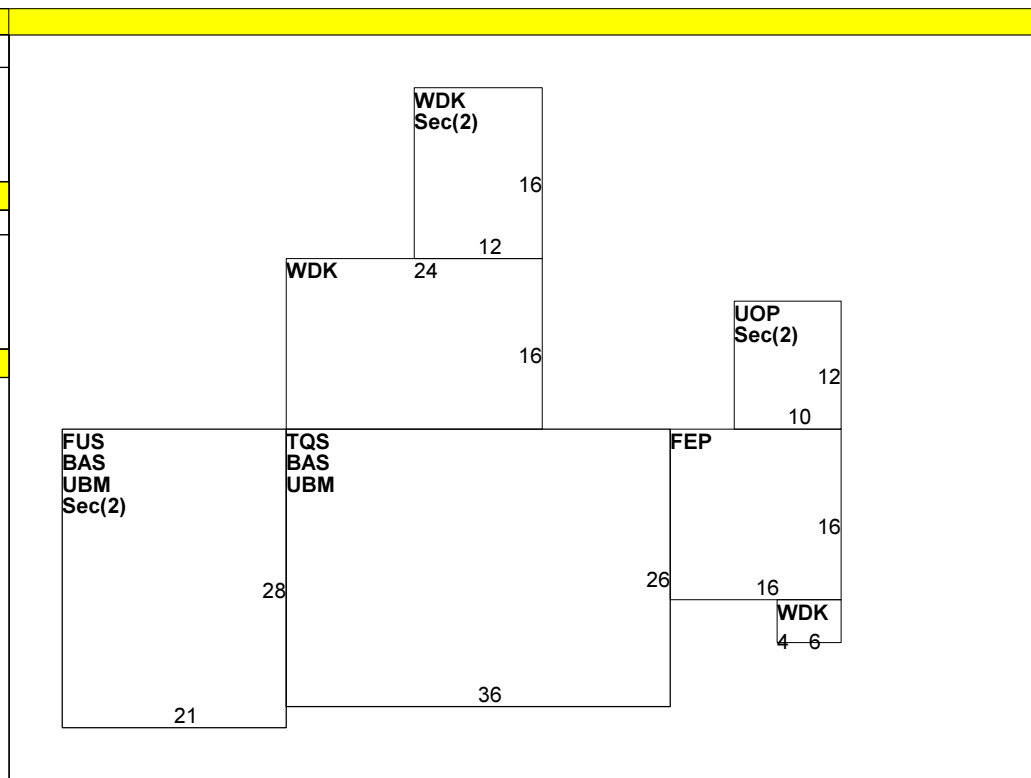 WDK
Sec(2)
16
12
WDK
24
16
UOP
Sec(2)
12
10
FUS
BAS
UBM
Sec(2)
28
21
TQS
BAS
UBM
26
36
FEP
16
16
WDK
4
6